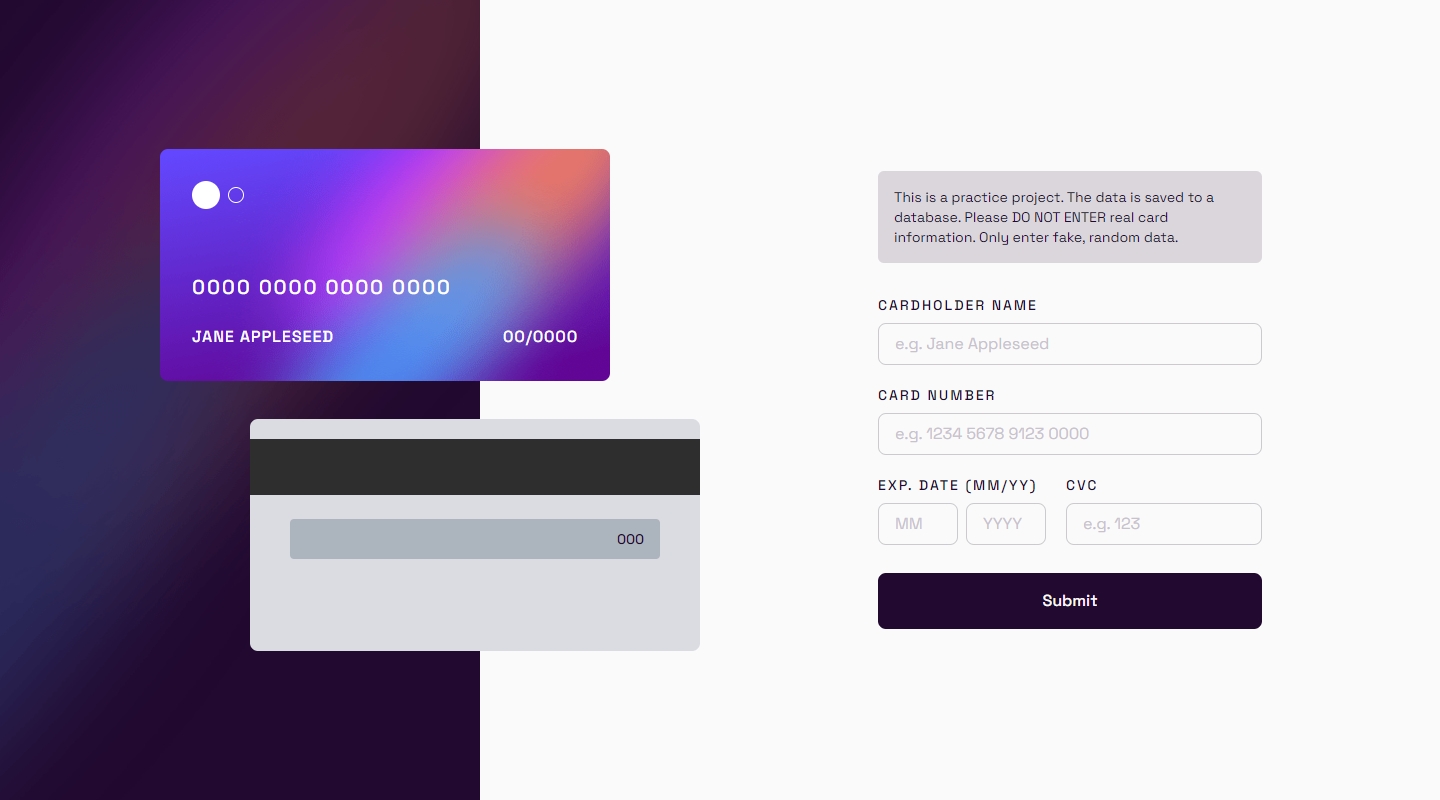 0000 0000 0000 0000
JANE APPLESEED 00/0000
000
This is a practice project. The data is saved to a
database. Please DO NOT ENTER real card
information. Only enter fake, random data.
CARDHOLDER NAME
e.g. Jane Appleseed
CARD NUMBER
e.g. 1234 5678 9123 0000
EXP. DATE (MM/YY) CVC
MM YYYY e.g. 123
Submit